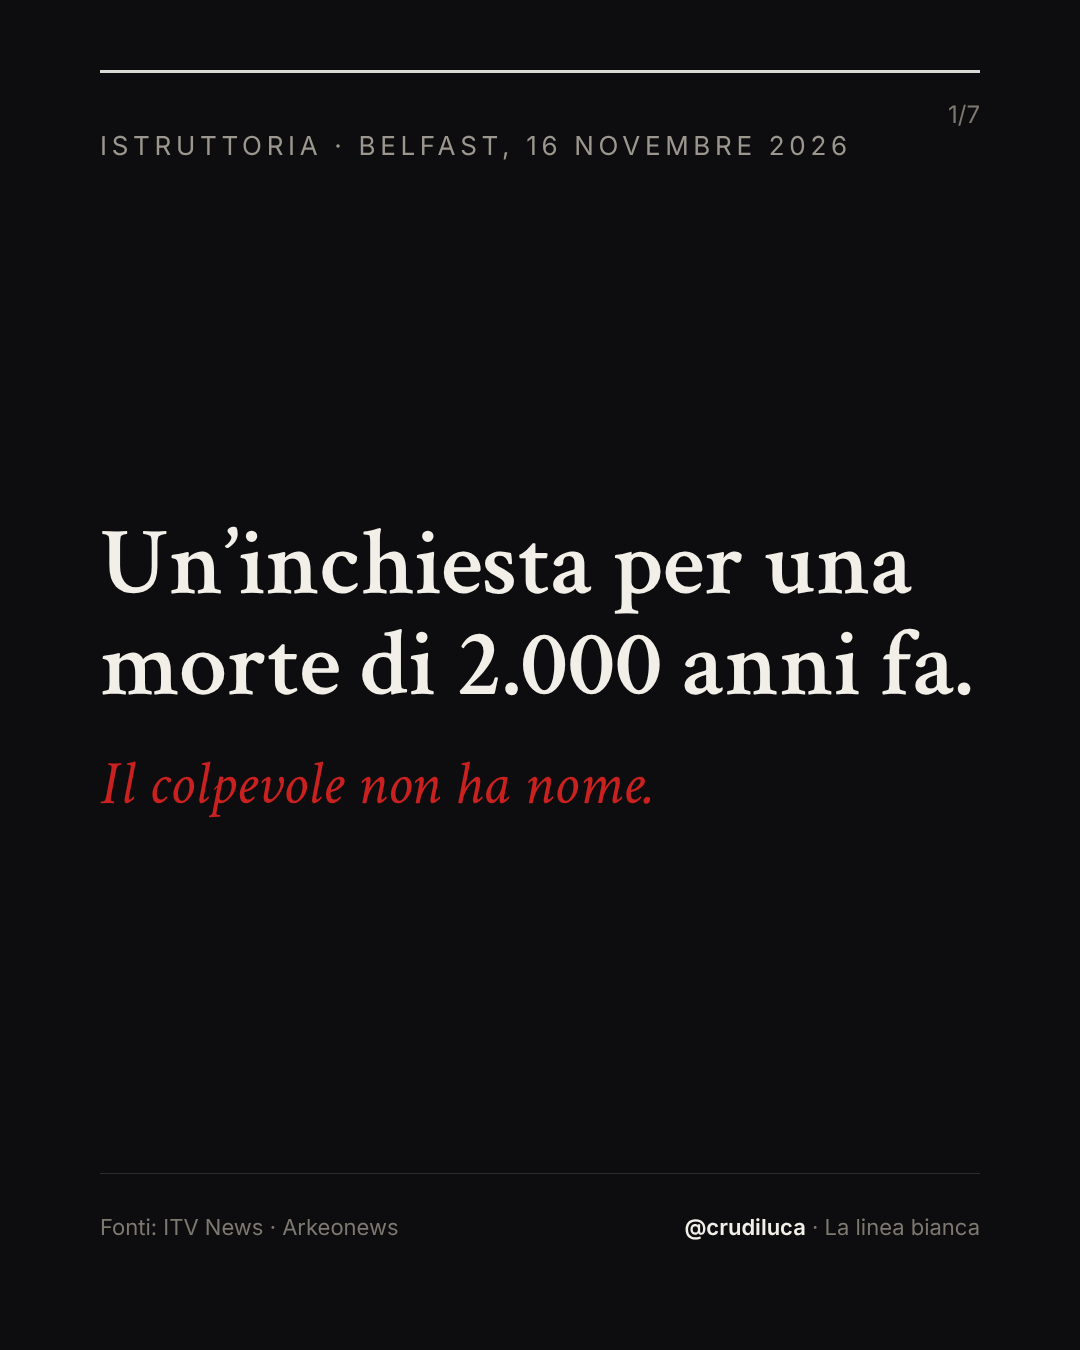 1/7
ISTRUTTORIA · BELFAST, 16 NOVEMBRE 2026
Un’inchiesta per una
morte di 2.000 anni fa.
Il colpevole non ha nome.
Fonti: ITV News · Arkeonews
@crudiluca · La linea bianca